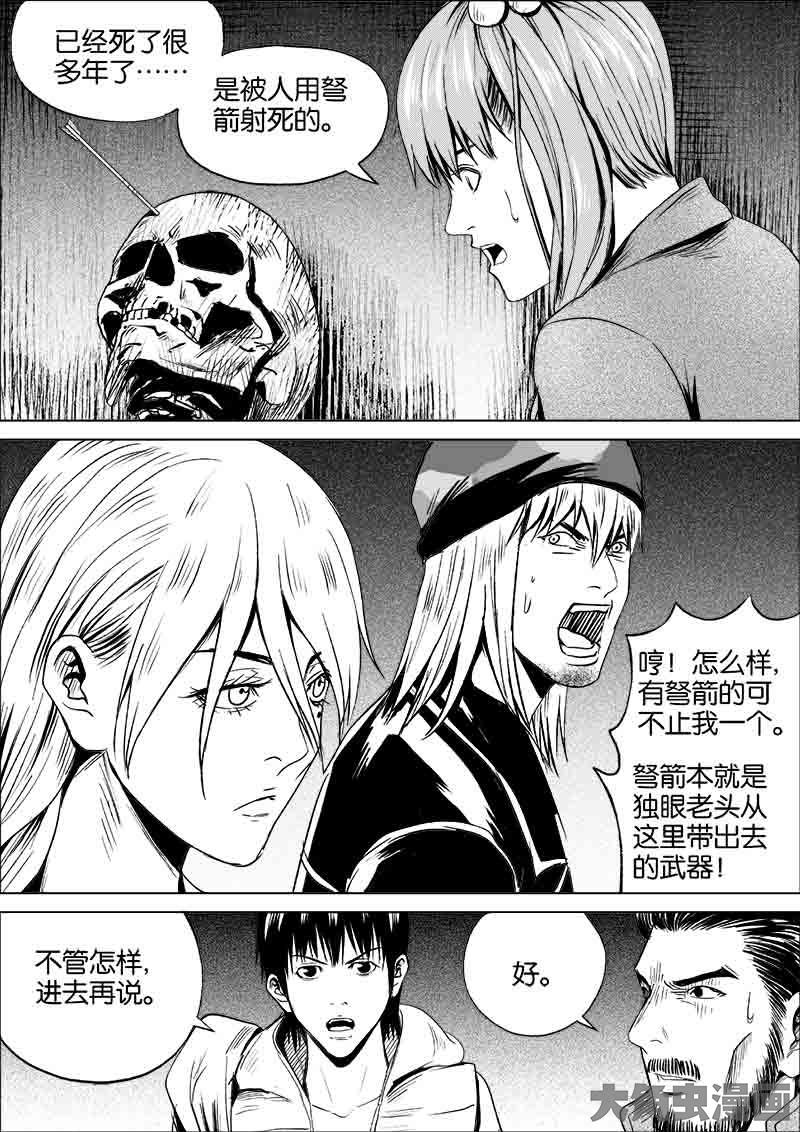 已经死了很
多年了……
是被人用弩
箭射死的。
哼！怎么样，
有弩箭的可
不止我一个。
弩箭本就是
独眼老头从
这里带出去
的武器！
不管怎样，
进去再说。
好。
大角虫漫画